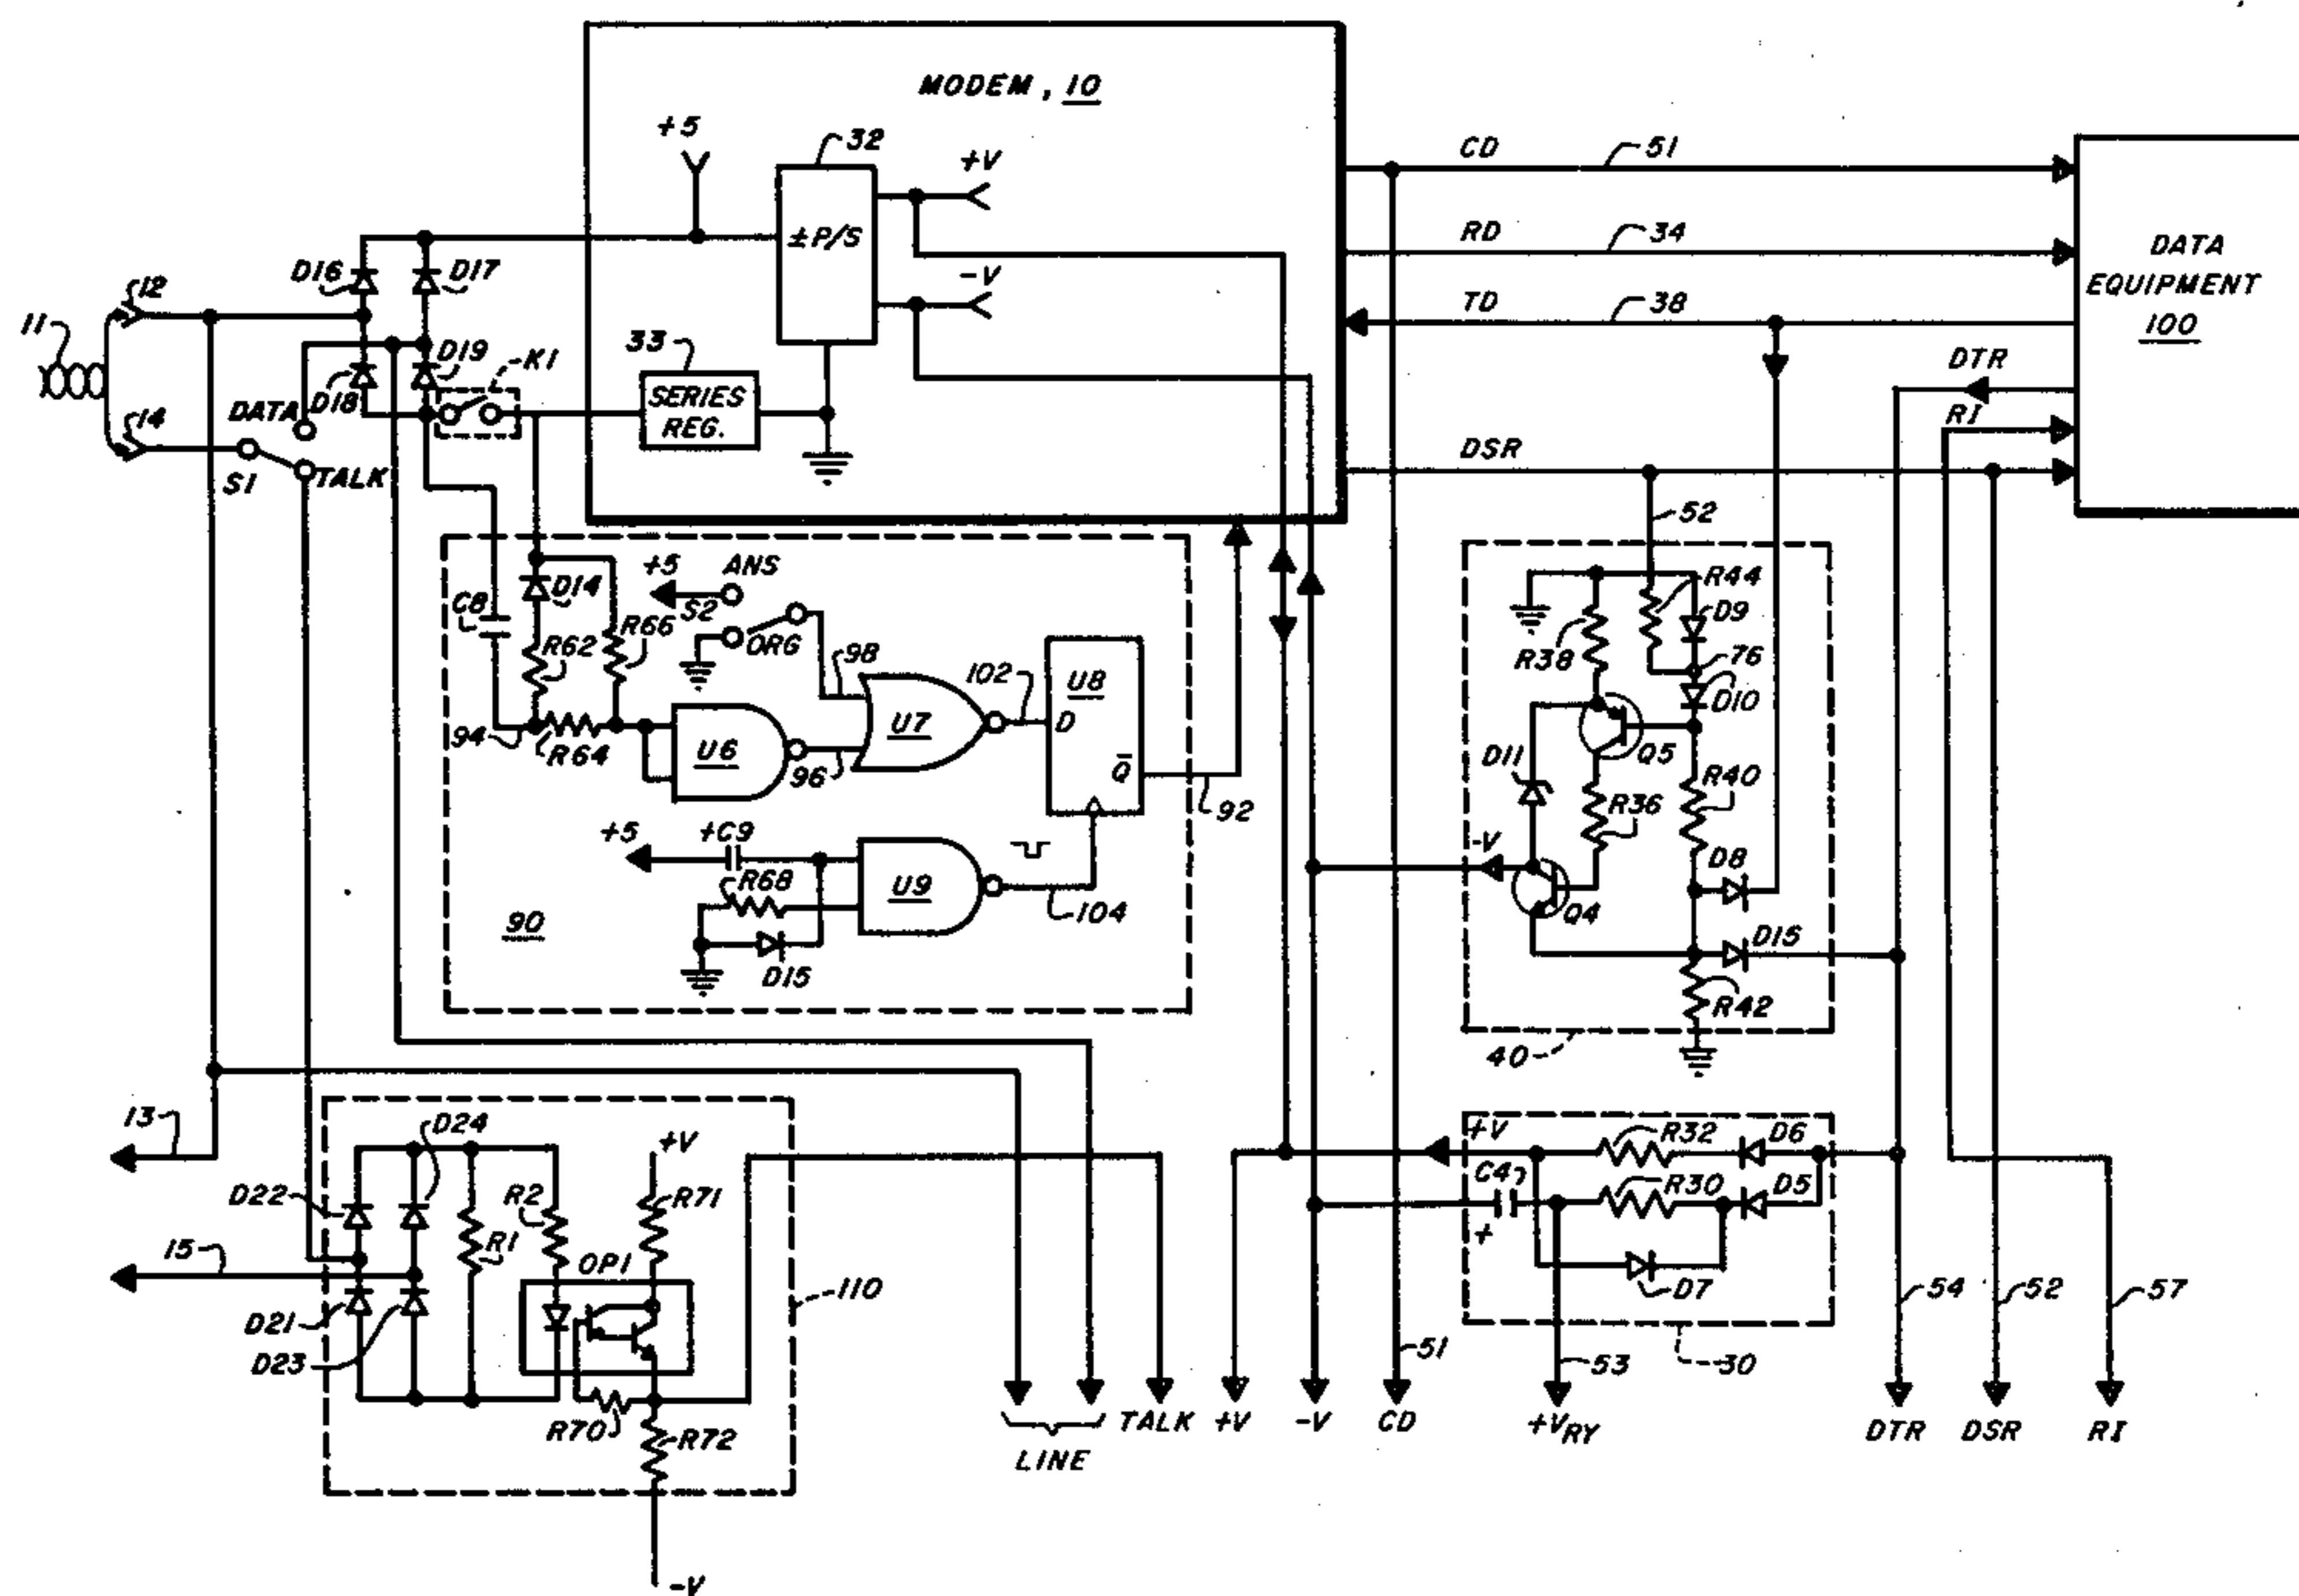 MODEM, 10
+5
32
+V
±P/S
-V
33
SERIES
REG.
CD
51
RD
34
TD
38
DTR
RI
DSR
DATA
EQUIPMENT
100
11
12
14
D16
D17
D18
D19
-K1
DATA
S1
TALK
52
+5
ANS
S2
ORG
C8
D14
R62
R66
94
R64
U6
96
98
U7
102
U8
D
Q̄
92
+5
+C9
R68
U9
104
90
D15
R44
D9
R38
76
D10
Q5
D11
R40
R36
-V
D8
Q4
D15
R42
40
13
D24
D22
R2
+V
R71
15
R1
OP1
110
D21
D23
R70
R72
-V
+V
R32
D6
C4
+
R30
D5
D7
30
51
53
54
52
57
LINE
TALK
+V
-V
CD
+VRY
DTR
DSR
RI